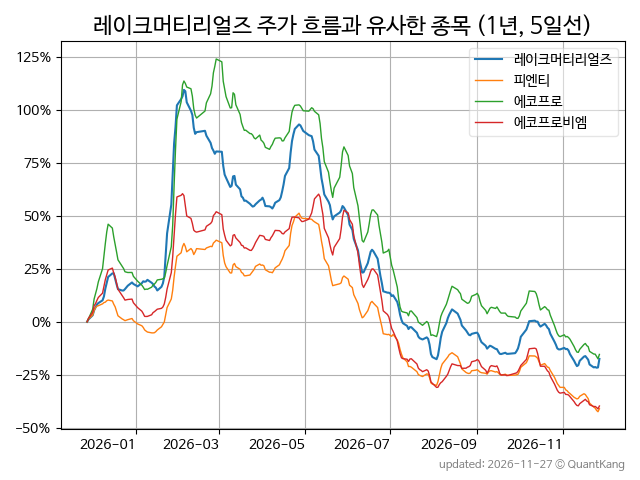 레이크머티리얼즈 주가 흐름과 유사한 종목 (1년, 5일선)
125%
100%
75%
50%
25%
0%
−25%
−50%
레이크머티리얼즈
피엔티
에코프로
에코프로비엠
2026-01
2026-03
2026-05
2026-07
2026-09
2026-11
updated: 2026-11-27 © QuantKang